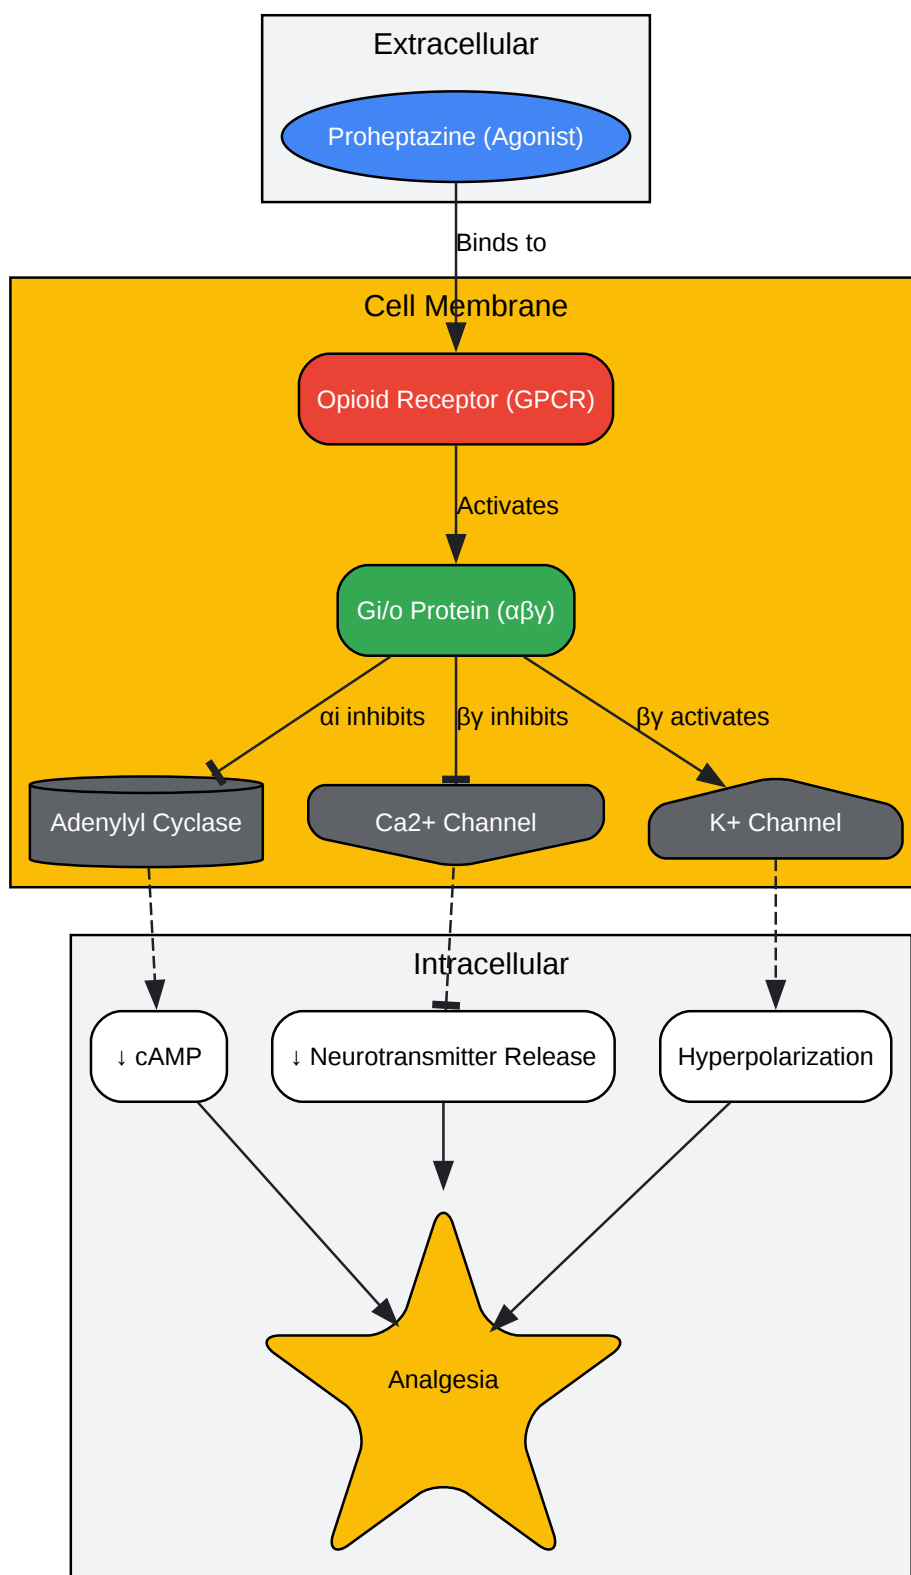 Extracellular
Proheptazine (Agonist)
Binds to
Cell Membrane
Opioid Receptor (GPCR)
Activates
Gi/o Protein (αβγ)
αi inhibits
βγ inhibits
βγ activates
Adenylyl Cyclase
Ca2+ Channel
K+ Channel
Intracellular
↓ cAMP
↓ Neurotransmitter Release
Hyperpolarization
Analgesia